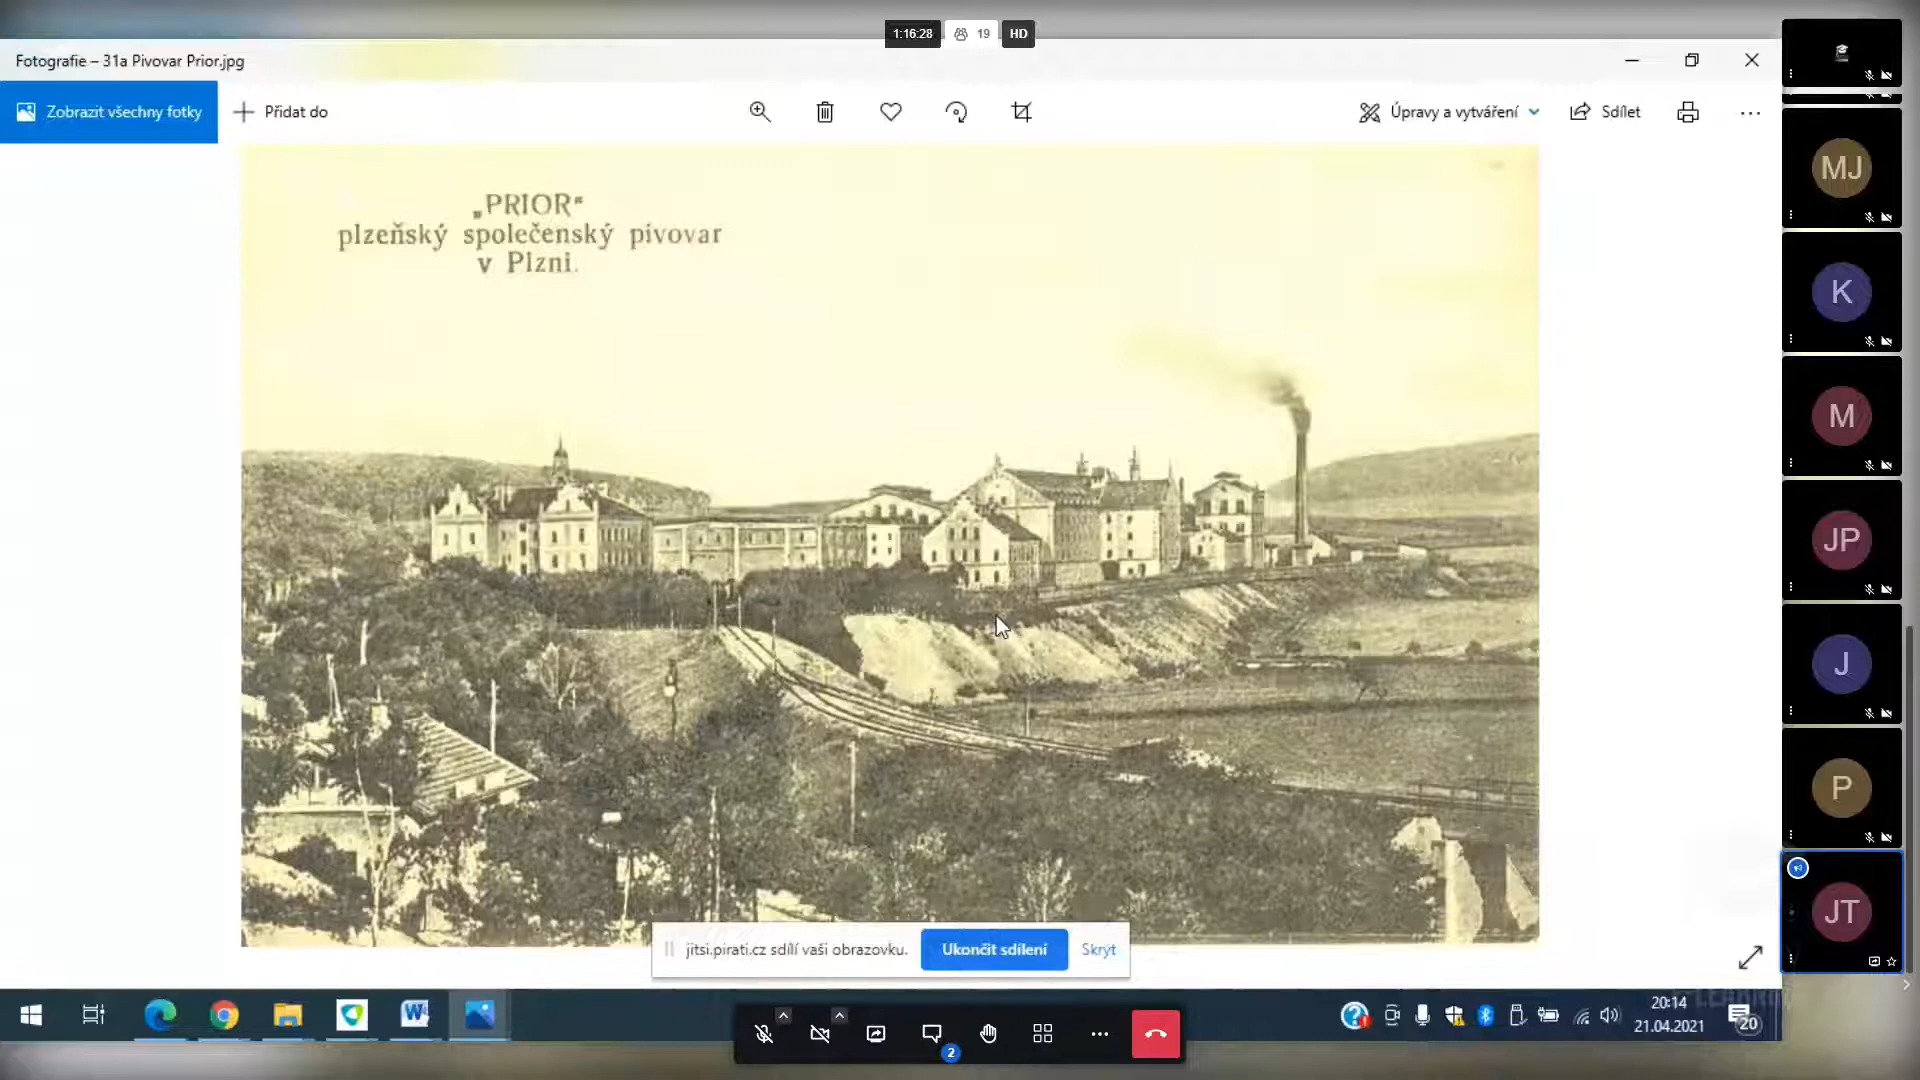 1:16:28
19
HD
Fotografie – 31a Pivovar Prior.jpg
Zobrazit všechny fotky
Přidat do
Úpravy a vytváření
Sdílet
„PRIOR“
plzeňský společenský pivovar
v Plzni.
MJ
K
M
JP
J
P
JT
jitsi.pirati.cz sdílí vaši obrazovku.
Ukončit sdílení
Skrýt
20:14
21.04.2021
20
2